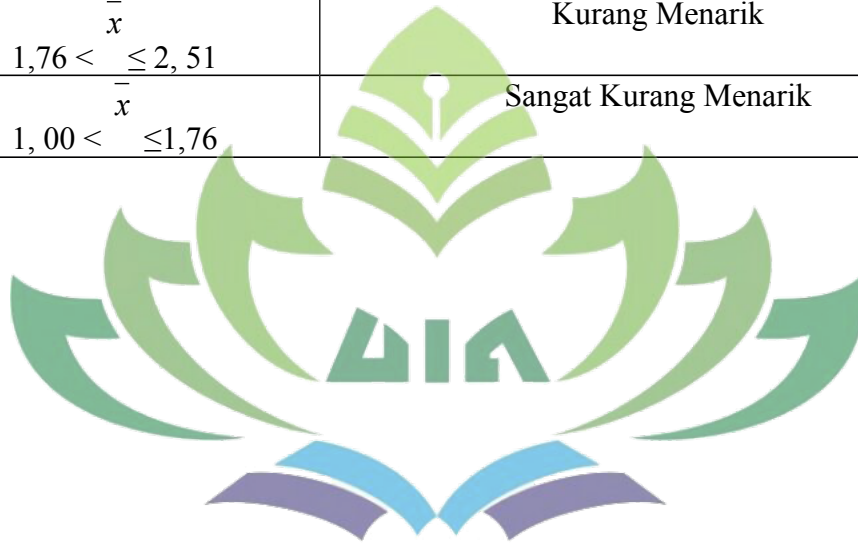 x̅ Kurang Menarik
1,76 < ≤ 2, 51
x̅ Sangat Kurang Menarik
1, 00 < ≤1,76
UIN